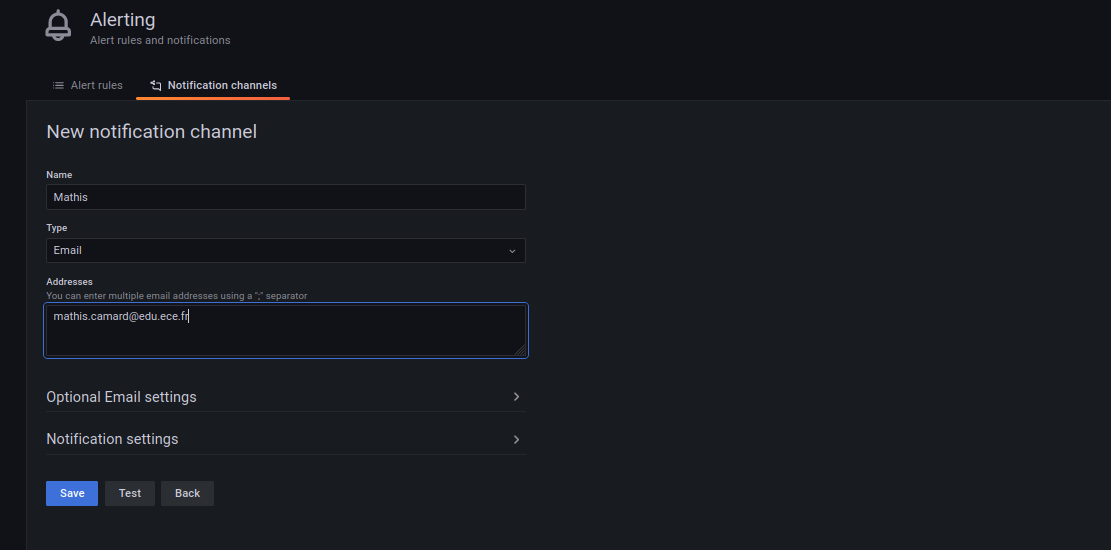 Alerting
Alert rules and notifications
Alert rules
Notification channels
New notification channel
Name
Mathis
Type
Email
Addresses
You can enter multiple email addresses using a ";" separator
mathis.camard@edu.ece.fr
Optional Email settings
Notification settings
Save Test Back